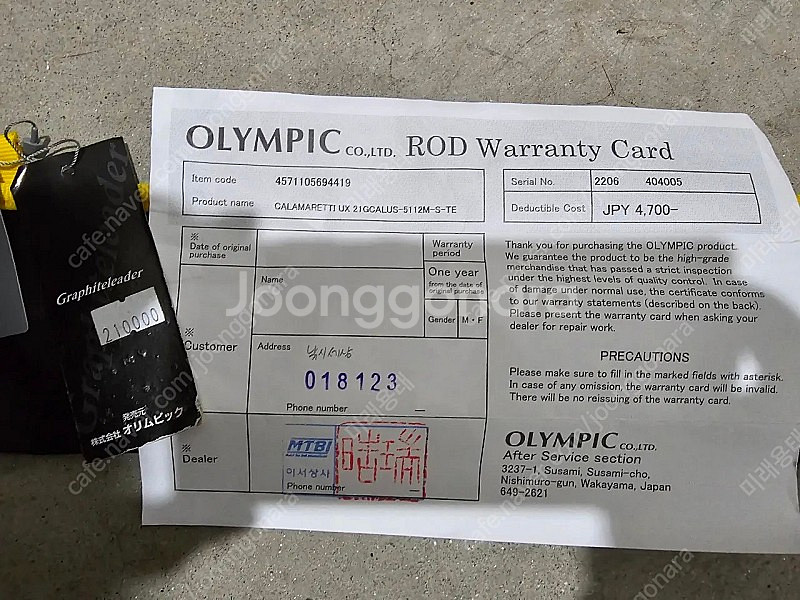 OLYMPIC CO.,LTD. ROD Warranty Card
Item code 4571105694419
Product name CALAMARETTI UX 21GCALUS-5112M-S-TE
Serial No. 2206 404005
Deductible Cost JPY 4,700-
※
Date of original
purchase
Warranty
period
One year
from the date of
original purchase
Name
Gender M・F
※
Customer
Address 낚시세상
018123
Phone number
※
Dealer
MTBI
이서상사
Phone number
Thank you for purchasing the OLYMPIC product.
We guarantee the product to be the high-grade
merchandise that has passed a strict inspection
under the highest levels of quality control. In case
of damage under normal use, the certificate conforms
to our warranty statements (described on the back).
Please present the warranty card when asking your
dealer for repair work.
PRECAUTIONS
Please make sure to fill in the marked fields with asterisk.
In case of any omission, the warranty card will be invalid.
There will be no reissuing of the warranty card.
OLYMPIC CO.,LTD.
After Service section
3237-1, Susami, Susami-cho,
Nishimuro-gun, Wakayama, Japan
649-2621
Graphiteleader
210000
発売元
株式会社 オリムピック
Joonggonara